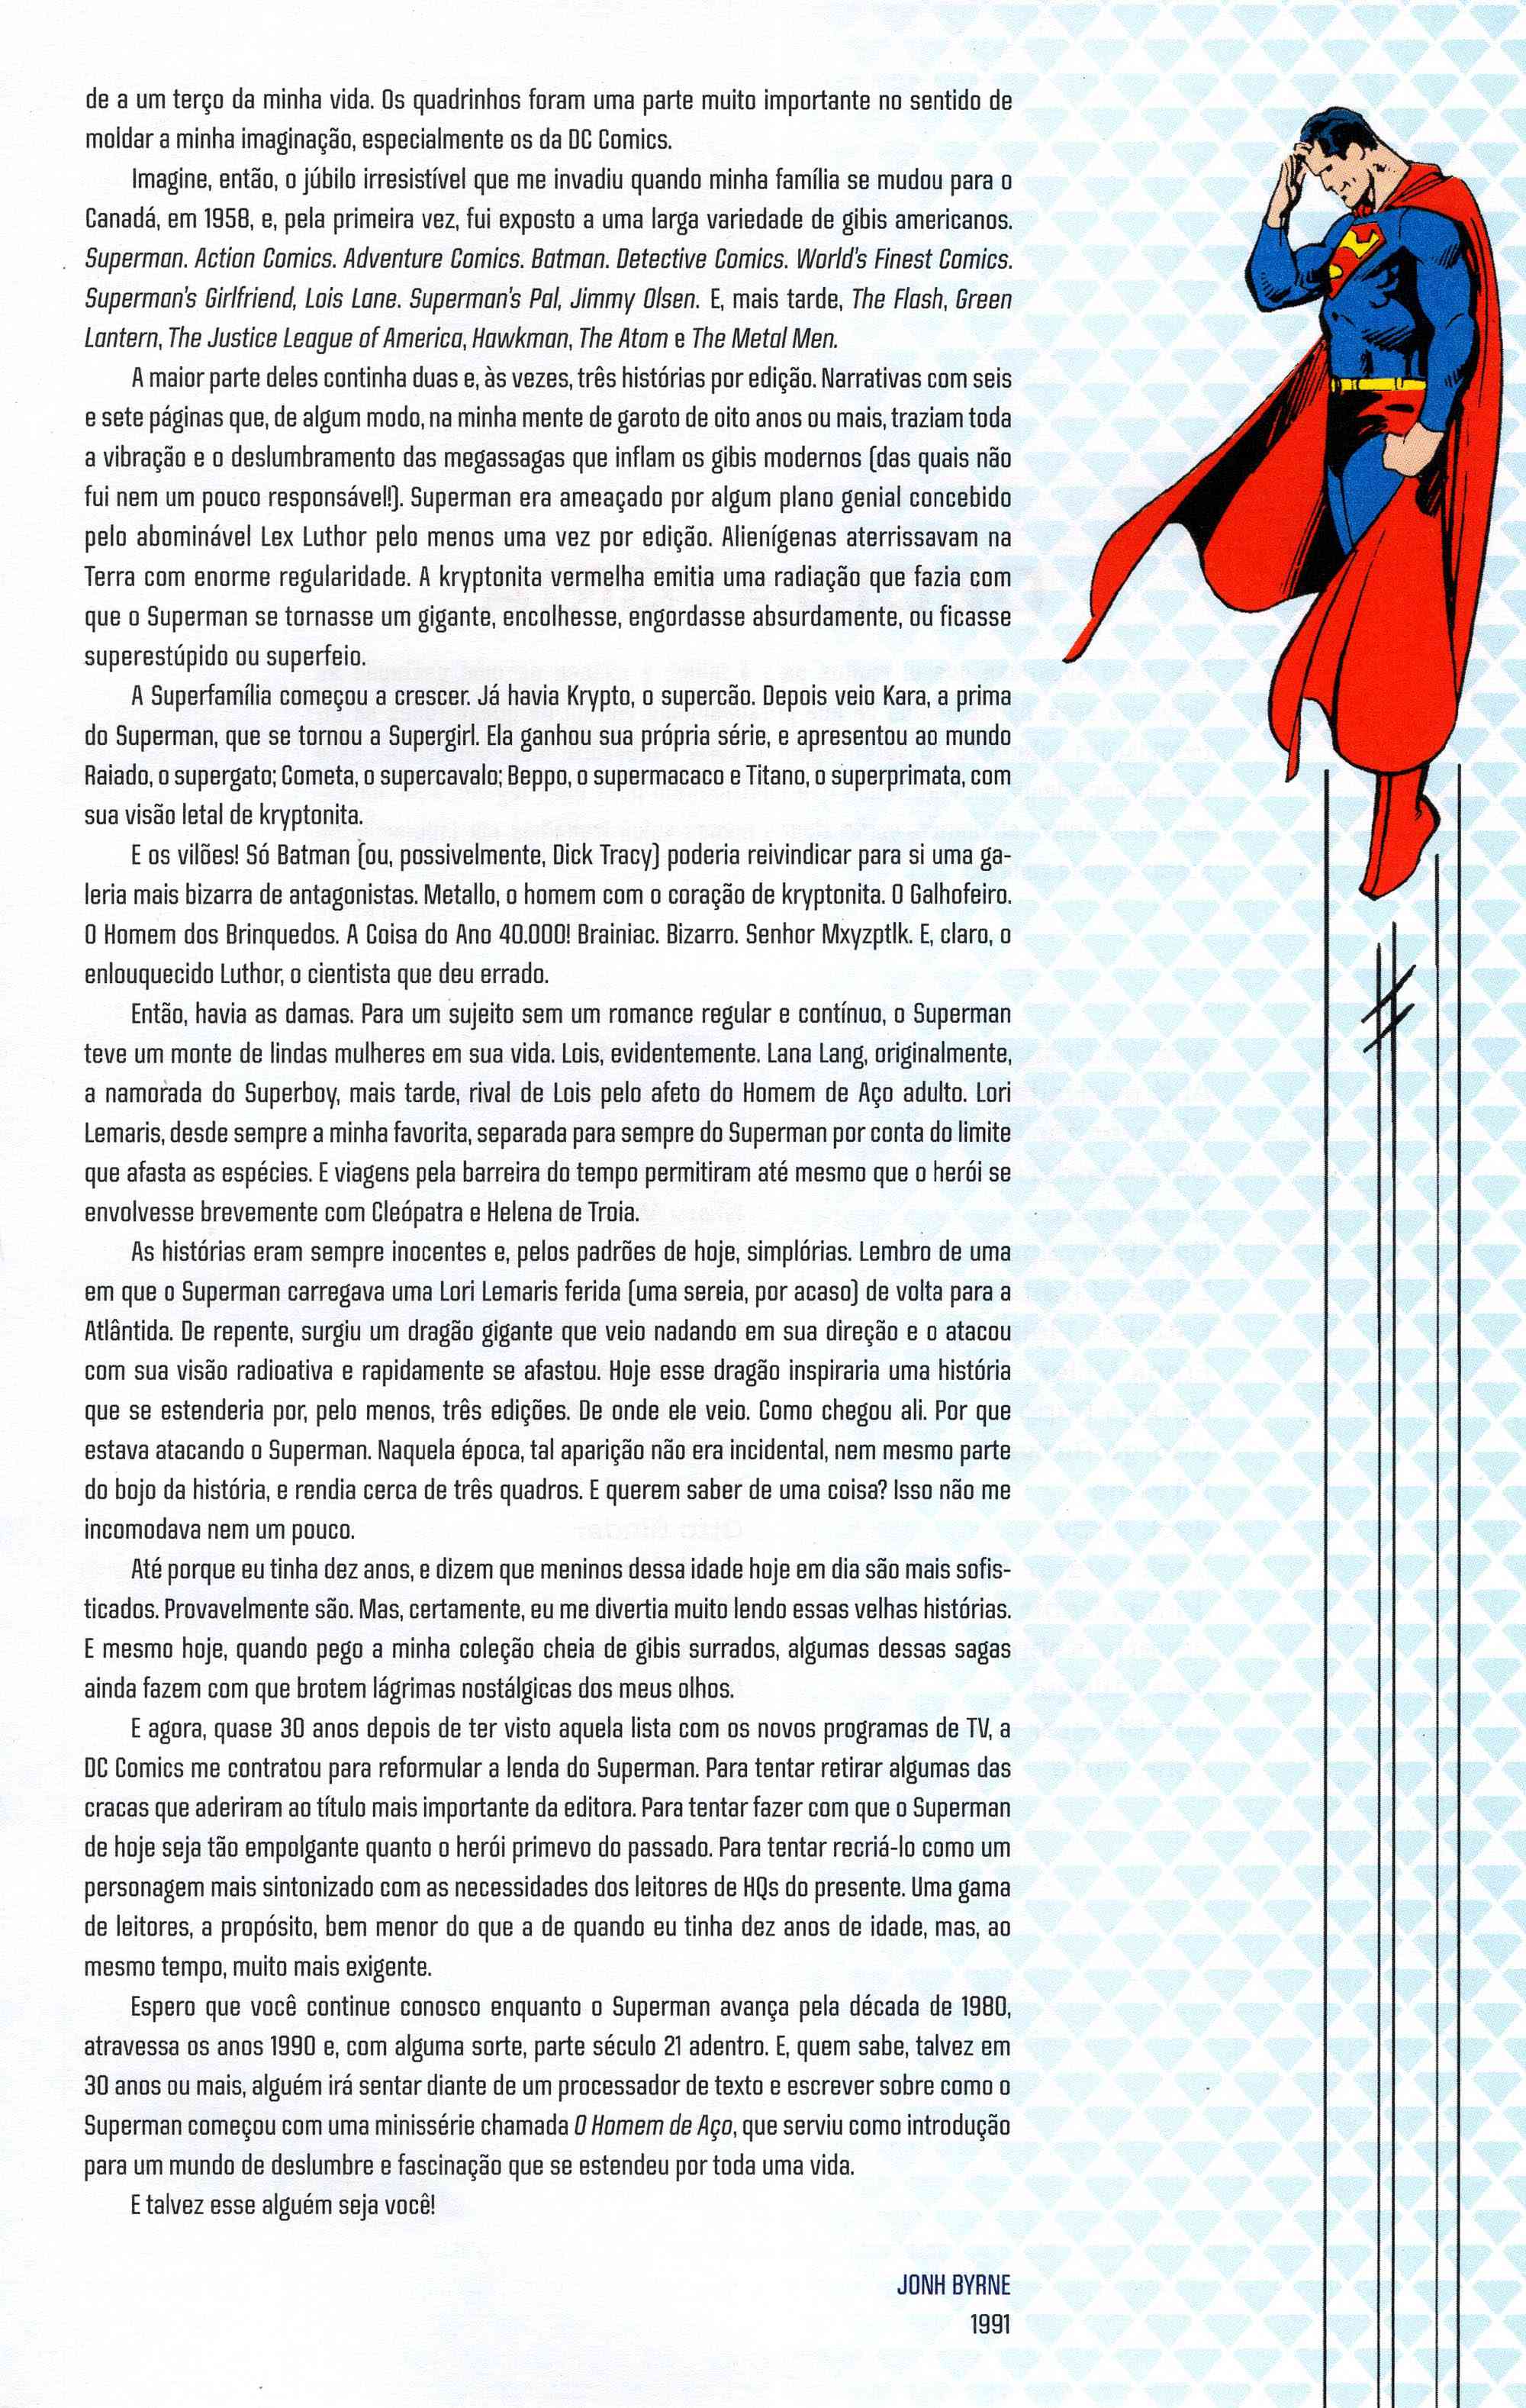 de a um terço da minha vida. Os quadrinhos foram uma parte muito importante no sentido de
moldar a minha imaginação, especialmente os da DC Comics.
Imagine, então, o júbilo irresistível que me invadiu quando minha família se mudou para o
Canadá, em 1958, e, pela primeira vez, fui exposto a uma larga variedade de gibis americanos.
Superman. Action Comics. Adventure Comics. Batman. Detective Comics. World's Finest Comics.
Superman's Girlfriend, Lois Lane. Superman's Pal, Jimmy Olsen. E, mais tarde, The Flash, Green
Lantern, The Justice League of America, Hawkman, The Atom e The Metal Men.
A maior parte deles continha duas e, às vezes, três histórias por edição. Narrativas com seis
e sete páginas que, de algum modo, na minha mente de garoto de oito anos ou mais, traziam toda
a vibração e o deslumbramento das megassagas que inflam os gibis modernos (das quais não
fui nem um pouco responsável!). Superman era ameaçado por algum plano genial concebido
pelo abominável Lex Luthor pelo menos uma vez por edição. Alienígenas aterrissavam na
Terra com enorme regularidade. A kryptonita vermelha emitia uma radiação que fazia com
que o Superman se tornasse um gigante, encolhesse, engordasse absurdamente, ou ficasse
superestúpido ou superfeio.
A Superfamília começou a crescer. Já havia Krypto, o supercão. Depois veio Kara, a prima
do Superman, que se tornou a Supergirl. Ela ganhou sua própria série, e apresentou ao mundo
Raiado, o supergato; Cometa, o supercavalo; Beppo, o supermacaco e Titano, o superprimata, com
sua visão letal de kryptonita.
E os vilões! Só Batman (ou, possivelmente, Dick Tracy) poderia reivindicar para si uma ga-
leria mais bizarra de antagonistas. Metallo, o homem com o coração de kryptonita. O Galhofeiro.
O Homem dos Brinquedos. A Coisa do Ano 40.000! Brainiac. Bizarro. Senhor Mxyzptlk. E, claro, o
enlouquecido Luthor, o cientista que deu errado.
Então, havia as damas. Para um sujeito sem um romance regular e contínuo, o Superman
teve um monte de lindas mulheres em sua vida. Lois, evidentemente. Lana Lang, originalmente,
a namorada do Superboy, mais tarde, rival de Lois pelo afeto do Homem de Aço adulto. Lori
Lemaris, desde sempre a minha favorita, separada para sempre do Superman por conta do limite
que afasta as espécies. E viagens pela barreira do tempo permitiram até mesmo que o herói se
envolvesse brevemente com Cleópatra e Helena de Troia.
As histórias eram sempre inocentes e, pelos padrões de hoje, simplórias. Lembro de uma
em que o Superman carregava uma Lori Lemaris ferida (uma sereia, por acaso) de volta para a
Atlântida. De repente, surgiu um dragão gigante que veio nadando em sua direção e o atacou
com sua visão radioativa e rapidamente se afastou. Hoje esse dragão inspiraria uma história
que se estenderia por, pelo menos, três edições. De onde ele veio. Como chegou ali. Por que
estava atacando o Superman. Naquela época, tal aparição não era incidental, nem mesmo parte
do bojo da história, e rendia cerca de três quadros. E querem saber de uma coisa? Isso não me
incomodava nem um pouco.
Até porque eu tinha dez anos, e dizem que meninos dessa idade hoje em dia são mais sofis-
ticados. Provavelmente são. Mas, certamente, eu me divertia muito lendo essas velhas histórias.
E mesmo hoje, quando pego a minha coleção cheia de gibis surrados, algumas dessas sagas
ainda fazem com que brotem lágrimas nostálgicas dos meus olhos.
E agora, quase 30 anos depois de ter visto aquela lista com os novos programas de TV, a
DC Comics me contratou para reformular a lenda do Superman. Para tentar retirar algumas das
cracas que aderiram ao título mais importante da editora. Para tentar fazer com que o Superman
de hoje seja tão empolgante quanto o herói primevo do passado. Para tentar recriá-lo como um
personagem mais sintonizado com as necessidades dos leitores de HQs do presente. Uma gama
de leitores, a propósito, bem menor do que a de quando eu tinha dez anos de idade, mas, ao
mesmo tempo, muito mais exigente.
Espero que você continue conosco enquanto o Superman avança pela década de 1980,
atravessa os anos 1990 e, com alguma sorte, parte século 21 adentro. E, quem sabe, talvez em
30 anos ou mais, alguém irá sentar diante de um processador de texto e escrever sobre como o
Superman começou com uma minissérie chamada O Homem de Aço, que serviu como introdução
para um mundo de deslumbre e fascinação que se estendeu por toda uma vida.
E talvez esse alguém seja você!
JONH BYRNE
1991